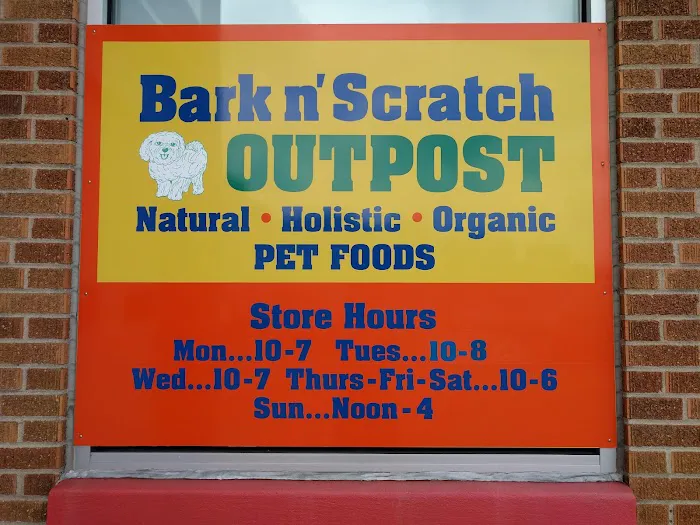 Bark n' Scratch
OUTPOST
Natural • Holistic • Organic
PET FOODS
Store Hours
Mon...10-7 Tues...10-8
Wed...10-7 Thurs-Fri-Sat...10-6
Sun...Noon-4